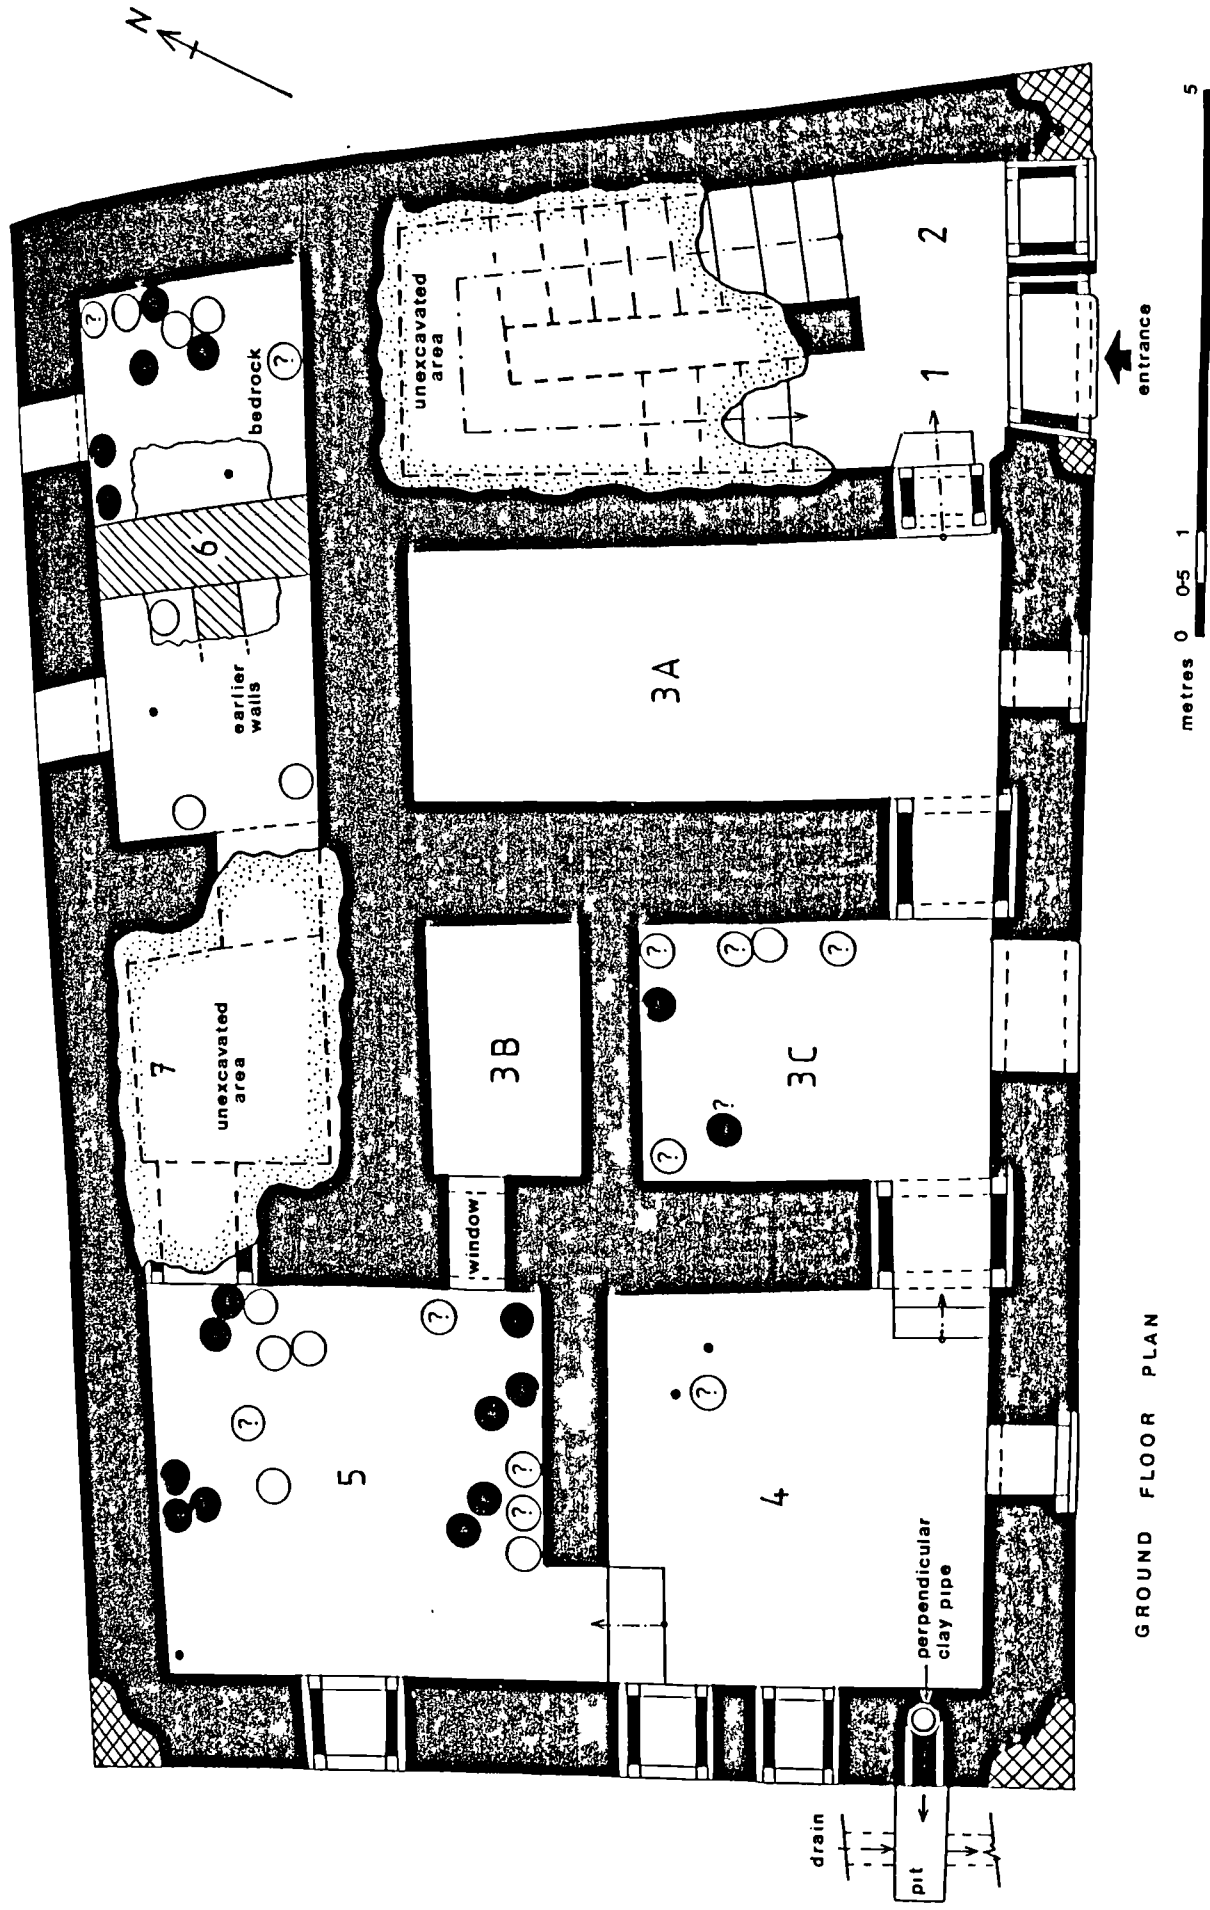 N
?
?
bedrock
6
earlier
walls
7
unexcavated
area
unexcavated
area
2
1
entrance
3A
3B
window
3C
?
?
?
?
?
5
?
?
?
?
4
?
perpendicular
clay pipe
drain
pit
metres 0 0·5 1 5
GROUND FLOOR PLAN